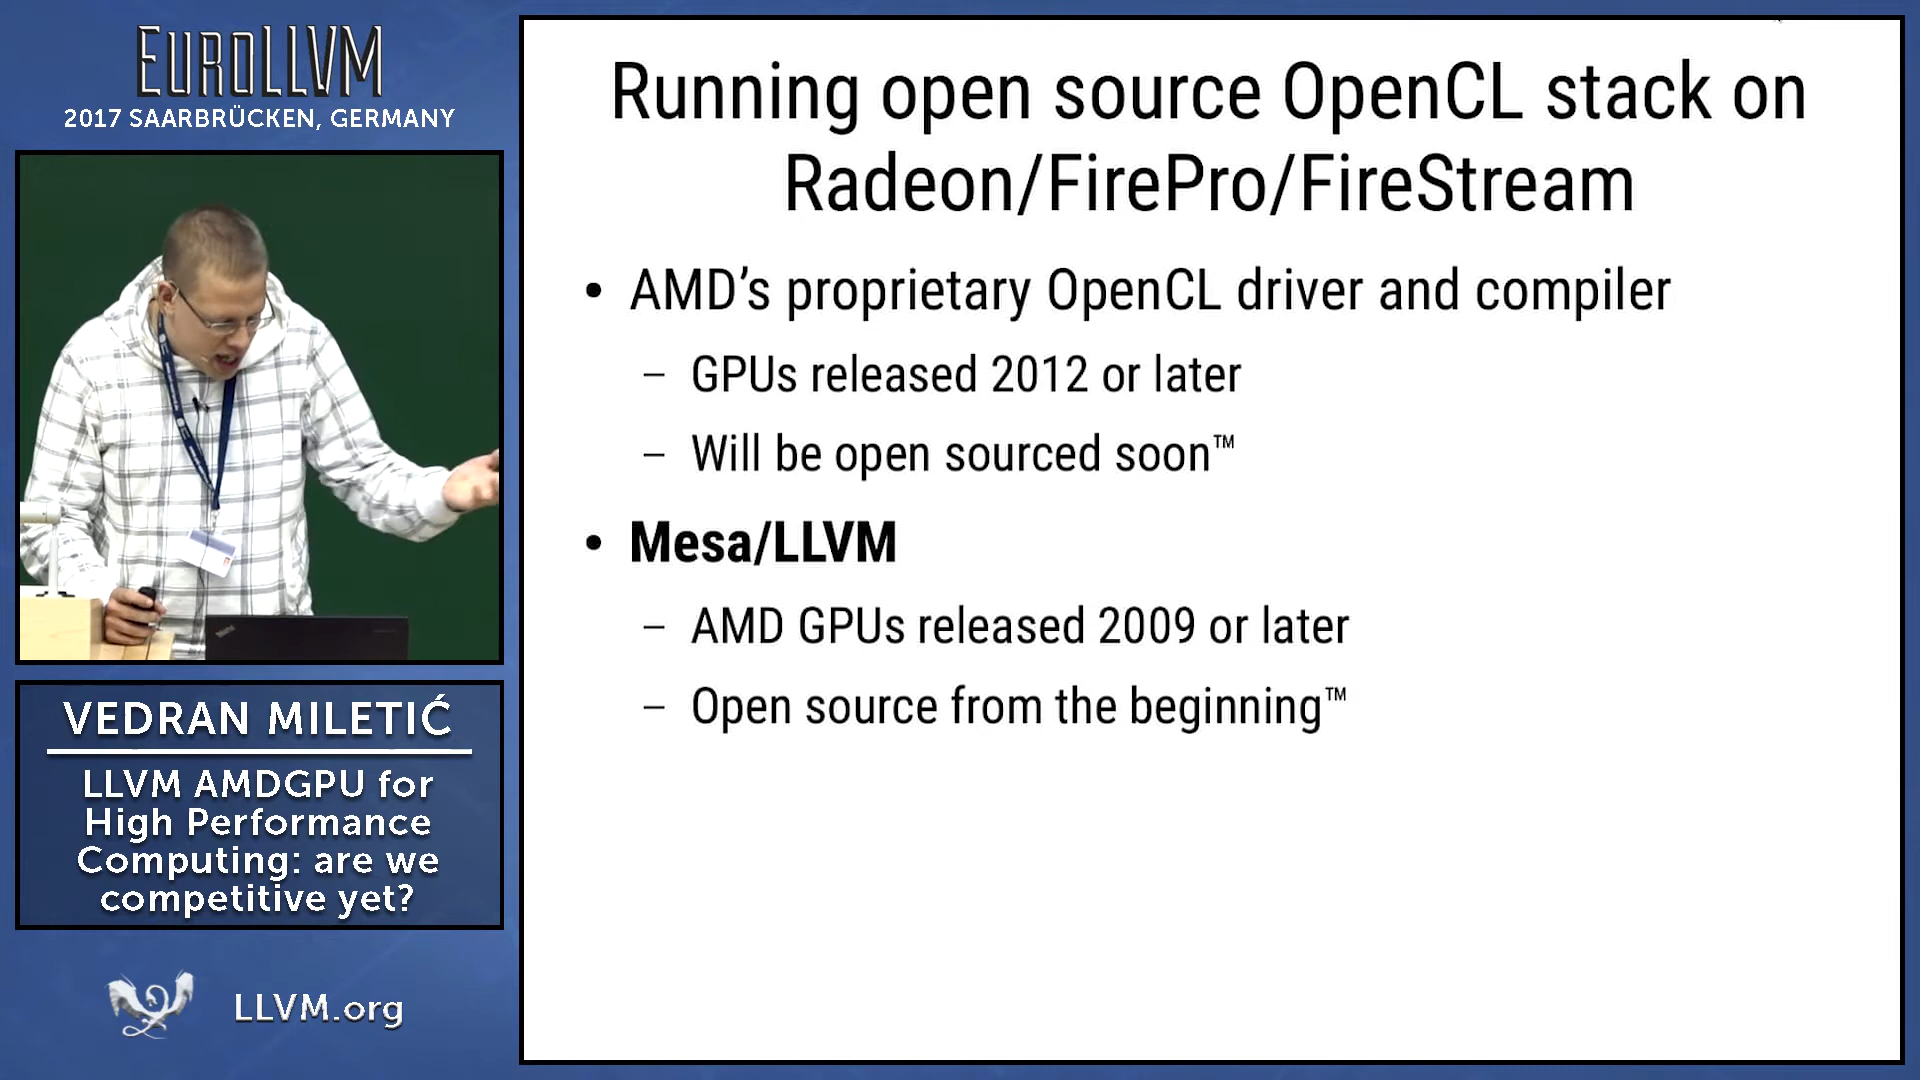 EUROLLVM
2017 SAARBRÜCKEN, GERMANY
VEDRAN MILETIĆ
LLVM AMDGPU for
High Performance
Computing: are we
competitive yet?
LLVM.org
Running open source OpenCL stack on
Radeon/FirePro/FireStream
• AMD’s proprietary OpenCL driver and compiler
– GPUs released 2012 or later
– Will be open sourced soon™
• Mesa/LLVM
– AMD GPUs released 2009 or later
– Open source from the beginning™